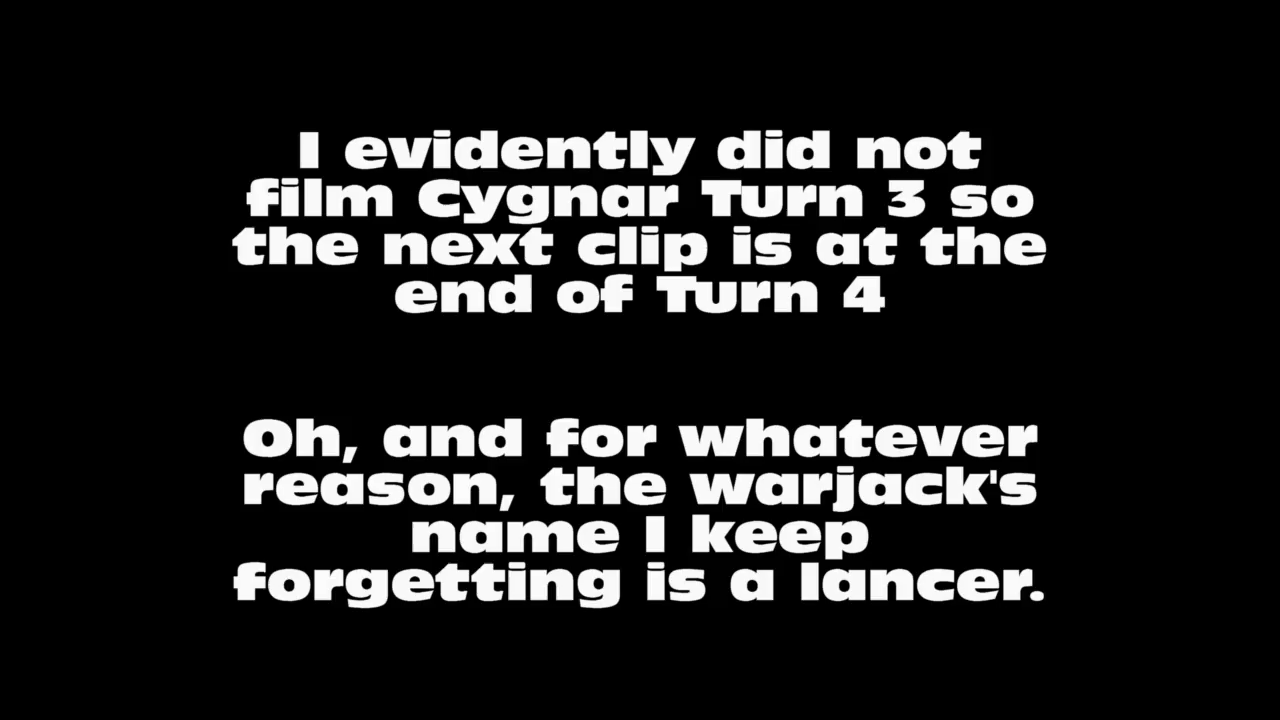 I evidently did not
film Cygnar Turn 3 so
the next clip is at the
end of Turn 4
Oh, and for whatever
reason, the warjack's
name I keep
forgetting is a lancer.